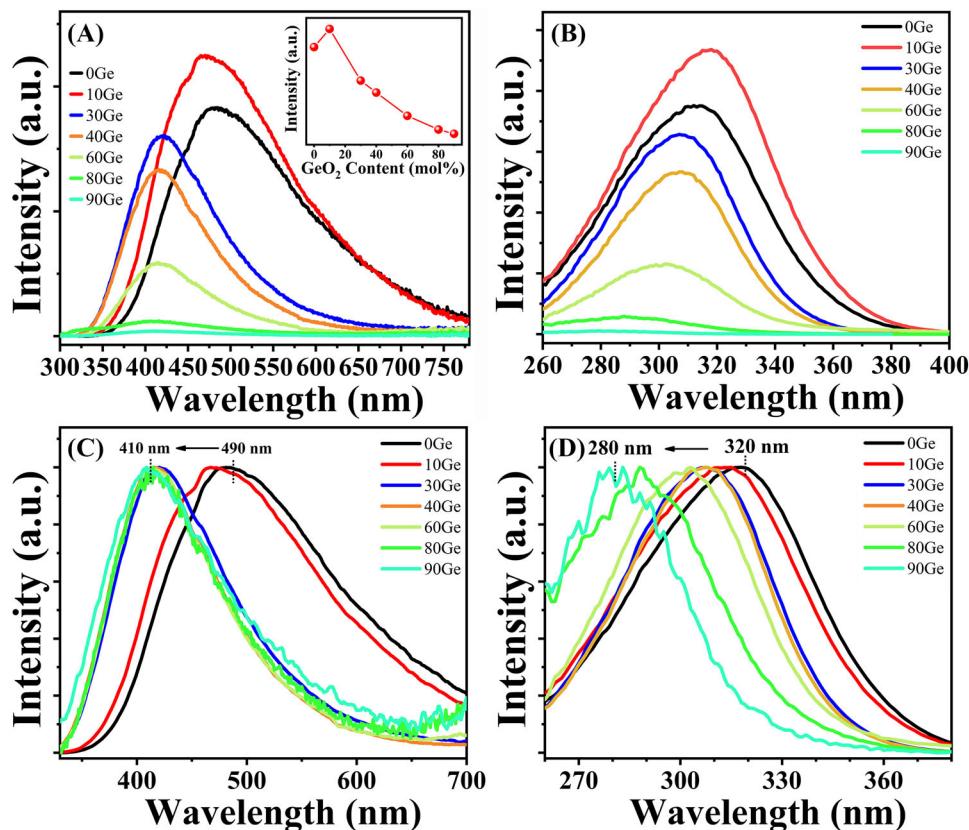 (A)
0Ge
10Ge
30Ge
40Ge
60Ge
80Ge
90Ge
Intensity (a.u.)
0 20 40 60 80
GeO2 Content (mol%)
Intensity (a.u.)
300 350 400 450 500 550 600 650 700 750
Wavelength (nm)
(B)
0Ge
10Ge
30Ge
40Ge
60Ge
80Ge
90Ge
Intensity (a.u.)
260 280 300 320 340 360 380 400
Wavelength (nm)
(C)
410 nm
490 nm
0Ge
10Ge
30Ge
40Ge
60Ge
80Ge
90Ge
Intensity (a.u.)
400 500 600 700
Wavelength (nm)
(D)
280 nm
320 nm
0Ge
10Ge
30Ge
40Ge
60Ge
80Ge
90Ge
Intensity (a.u.)
270 300 330 360
Wavelength (nm)